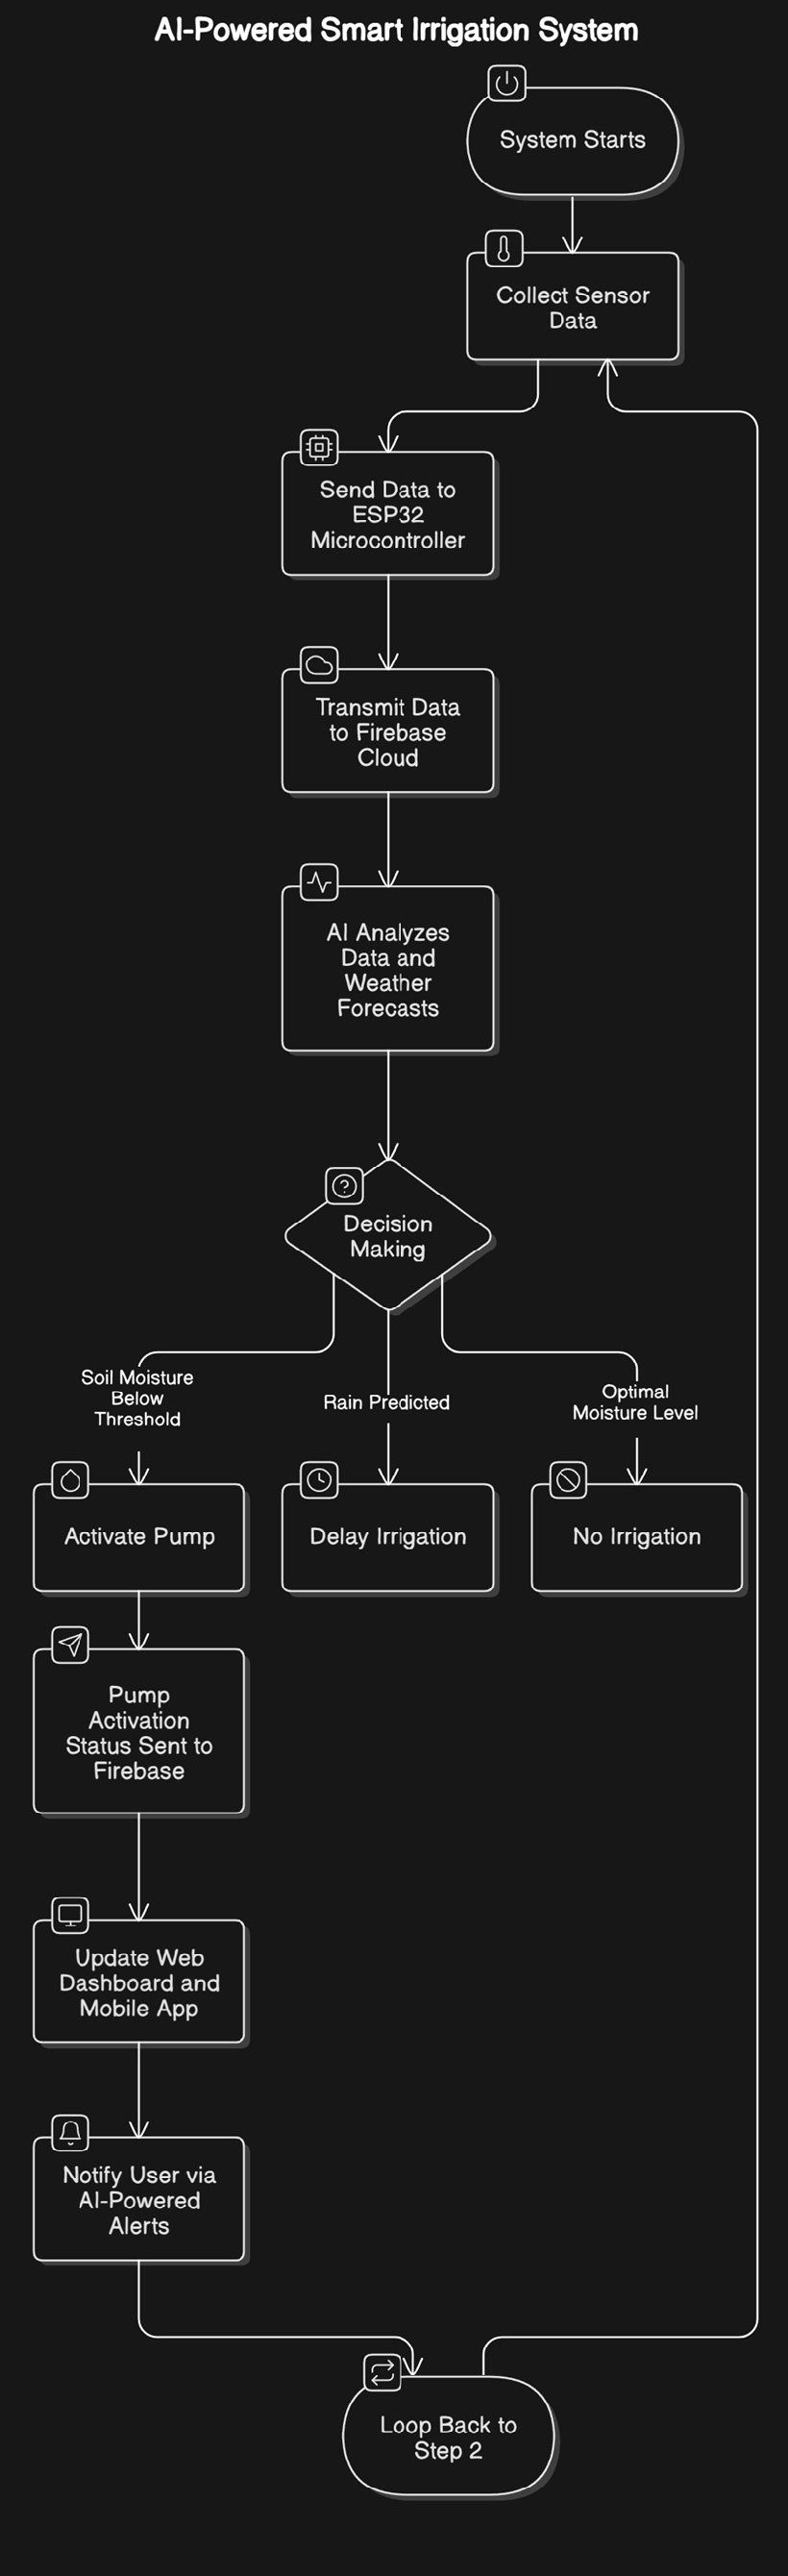 AI-Powered Smart Irrigation System
System Starts
Collect Sensor
Data
Send Data to
ESP32
Microcontroller
Transmit Data
to Firebase
Cloud
AI Analyzes
Data and
Weather
Forecasts
Decision
Making
Soil Moisture
Below
Threshold
Rain Predicted
Optimal
Moisture Level
Activate Pump
Delay Irrigation
No Irrigation
Pump
Activation
Status Sent to
Firebase
Update Web
Dashboard and
Mobile App
Notify User via
AI-Powered
Alerts
Loop Back to
Step 2